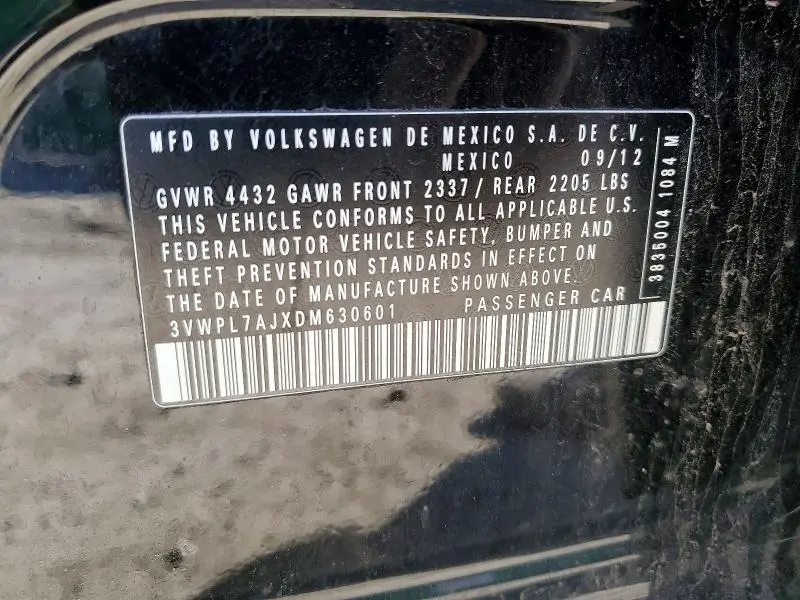 MFD BY VOLKSWAGEN DE MEXICO S.A. DE C.V.
MEXICO 09/12
GVWR 4432 GAWR FRONT 2337/ REAR 2205 LBS
THIS VEHICLE CONFORMS TO ALL APPLICABLE U.S.
FEDERAL MOTOR VEHICLE SAFETY, BUMPER AND
THEFT PREVENTION STANDARDS IN EFFECT ON
THE DATE OF MANUFACTURE SHOWN ABOVE.
3VWPL7AJXDM630601 PASSENGER CAR
3836004 1084 M